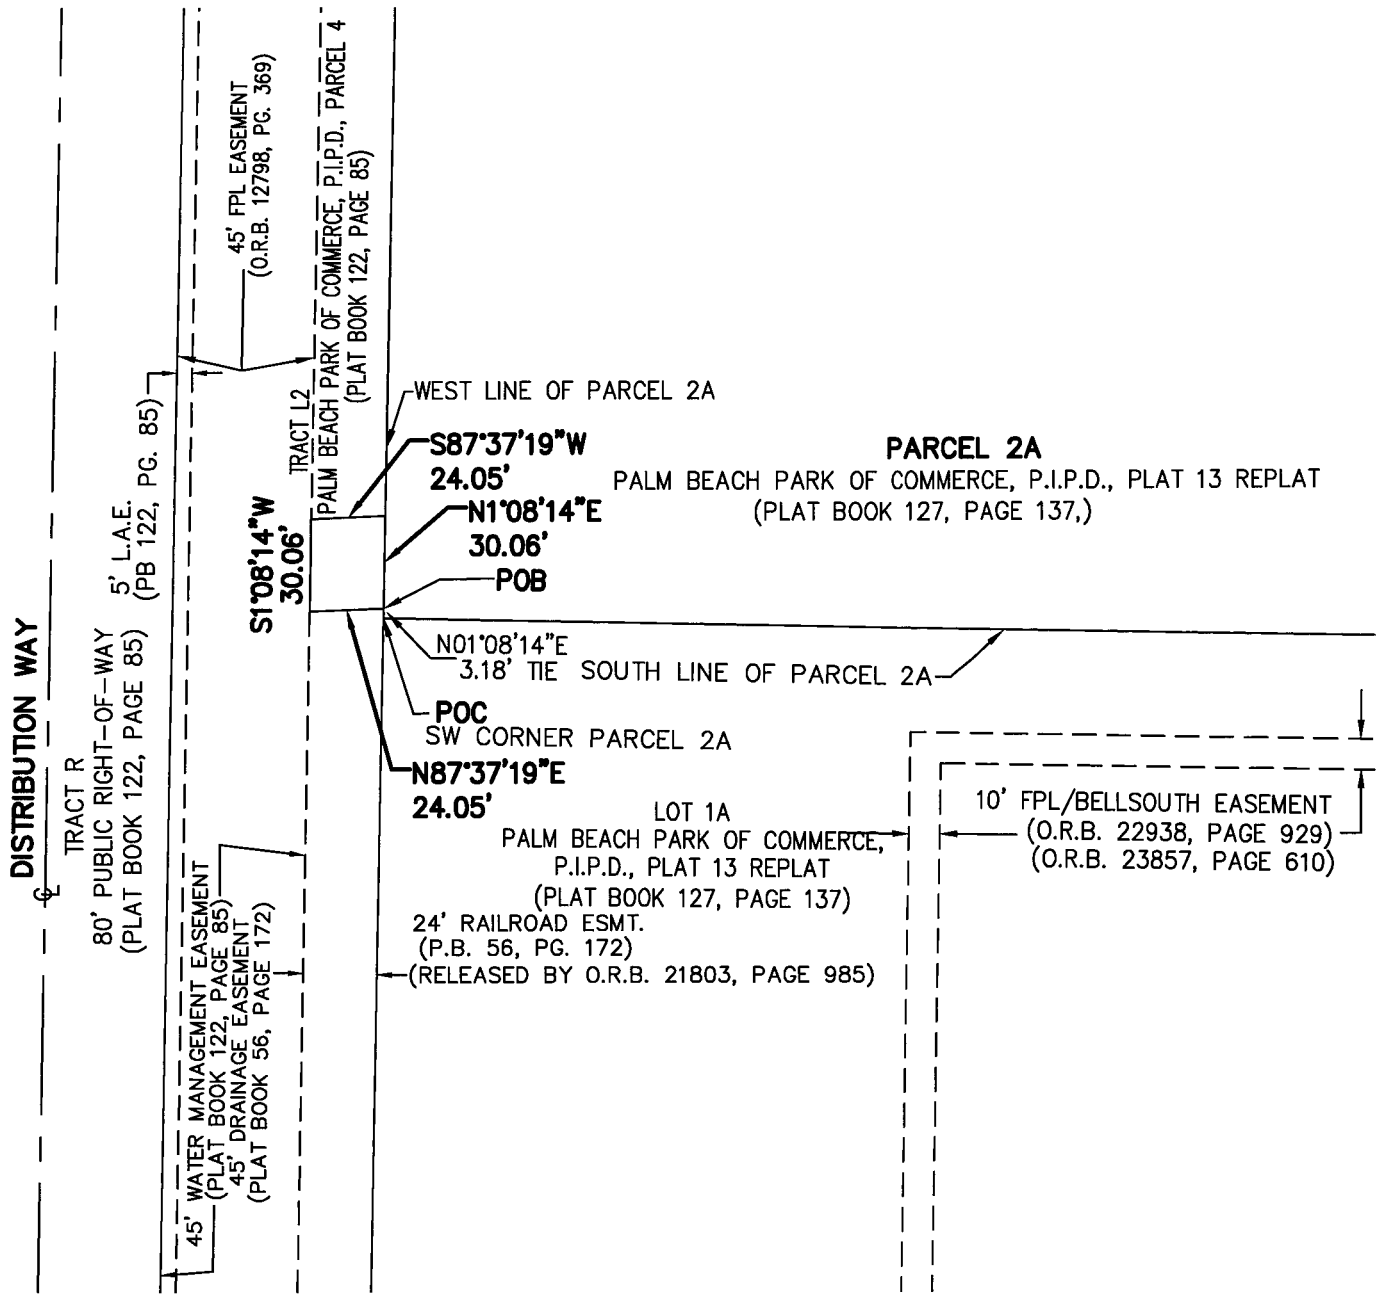 DISTRIBUTION WAY
℄
TRACT R
80' PUBLIC RIGHT-OF-WAY
(PLAT BOOK 122, PAGE 85)
5' L.A.E.
(PB 122, PG. 85)
45' FPL EASEMENT
(O.R.B. 12798, PG. 369)
TRACT L2
PALM BEACH PARK OF COMMERCE, P.I.P.D., PARCEL 4
(PLAT BOOK 122, PAGE 85)
WEST LINE OF PARCEL 2A
S87°37'19"W
24.05'
N1°08'14"E
30.06'
POB
S1°08'14"W
30.06'
PARCEL 2A
PALM BEACH PARK OF COMMERCE, P.I.P.D., PLAT 13 REPLAT
(PLAT BOOK 127, PAGE 137,)
N01°08'14"E
3.18' TIE
SOUTH LINE OF PARCEL 2A
POC
SW CORNER PARCEL 2A
N87°37'19"E
24.05'
LOT 1A
PALM BEACH PARK OF COMMERCE,
P.I.P.D., PLAT 13 REPLAT
(PLAT BOOK 127, PAGE 137)
10' FPL/BELLSOUTH EASEMENT
(O.R.B. 22938, PAGE 929)
(O.R.B. 23857, PAGE 610)
24' RAILROAD ESMT.
(P.B. 56, PG. 172)
(RELEASED BY O.R.B. 21803, PAGE 985)
45' WATER MANAGEMENT EASEMENT
(PLAT BOOK 122, PAGE 85)
45' DRAINAGE EASEMENT
(PLAT BOOK 56, PAGE 172)